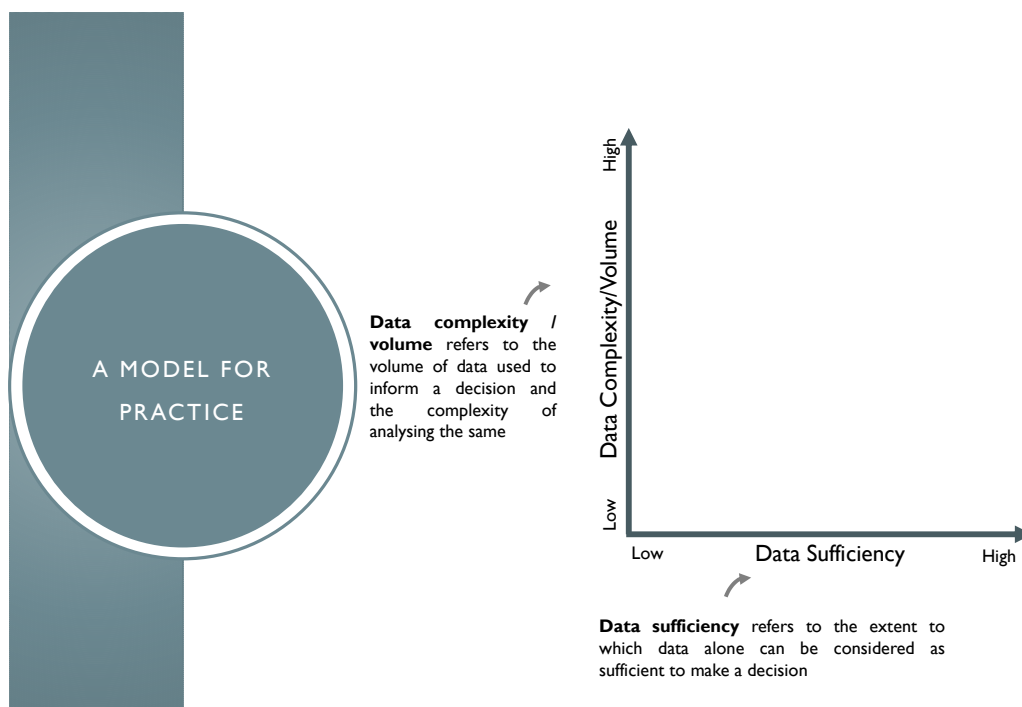 A MODEL FOR
PRACTICE
Data complexity /
volume refers to the
volume of data used to
inform a decision and
the complexity of
analysing the same
High
Data Complexity/Volume
Low
Low
Data Sufficiency
High
Data sufficiency refers to the extent to
which data alone can be considered as
sufficient to make a decision